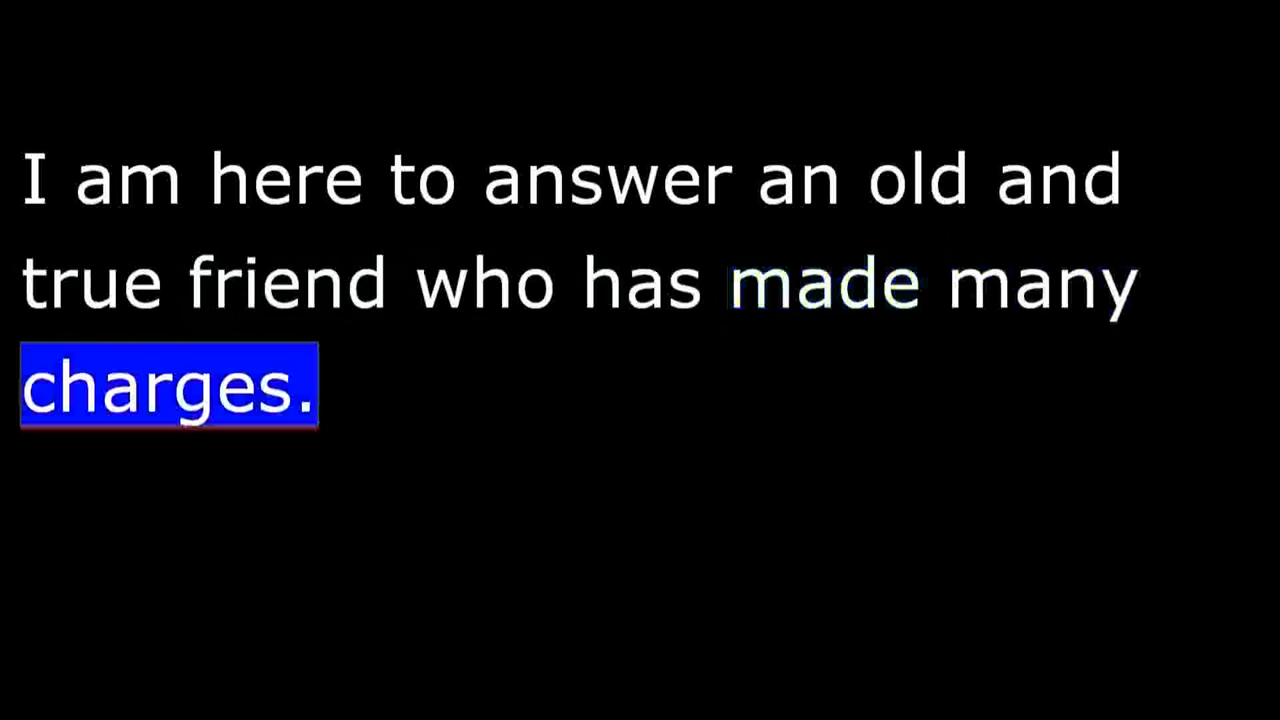 I am here to answer an old and
true friend who has made many
charges.